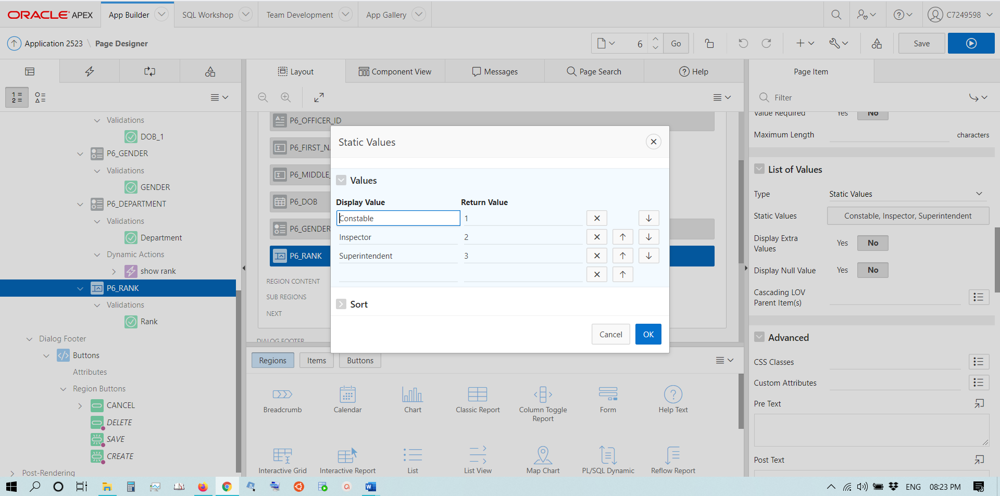 ORACLE APEX
App Builder
SQL Workshop
Team Development
App Gallery
C7249598
Application 2523 \ Page Designer
6
Go
Save
Layout
Component View
Messages
Page Search
Help
Page Item
Filter
Validations
DOB_1
P6_GENDER
Validations
GENDER
P6_DEPARTMENT
Validations
Department
Dynamic Actions
show rank
P6_RANK
Validations
Rank
Dialog Footer
Buttons
Attributes
Region Buttons
CANCEL
DELETE
SAVE
CREATE
Post-Rendering
P6_OFFICER_ID
P6_FIRST_NA
P6_MIDDLE_
P6_DOB
P6_GENDER
P6_RANK
REGION CONTENT
SUB REGIONS
NEXT
DIALOG FOOTER
Static Values
Values
Display Value Return Value
Constable 1
Inspector 2
Superintendent 3
Sort
Cancel
OK
Regions
Items
Buttons
Breadcrumb
Calendar
Chart
Classic Report
Column Toggle
Report
Form
Help Text
Interactive Grid
Interactive Report
List
List View
Map Chart
PL/SQL Dynamic
Reflow Report
Value Required Yes No
Maximum Length characters
List of Values
Type Static Values
Static Values Constable, Inspector, Superintendent
Display Extra
Values
Yes No
Display Null Value Yes No
Cascading LOV
Parent Item(s)
Advanced
CSS Classes
Custom Attributes
Pre Text
Post Text
ENG
08:23 PM